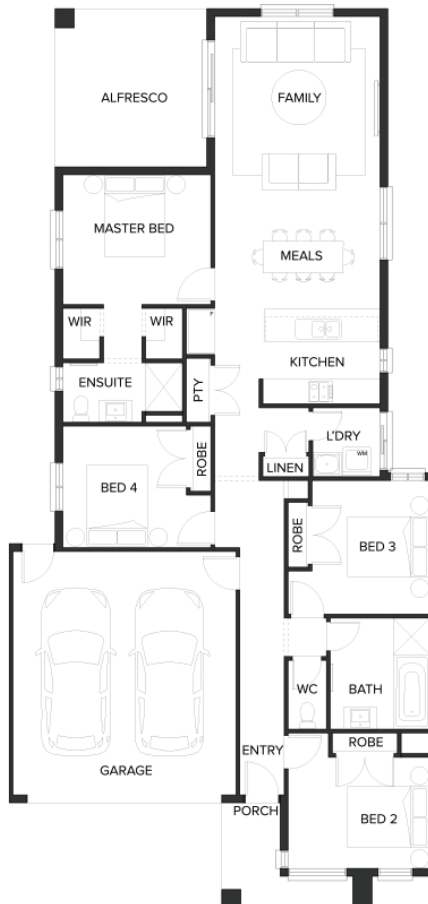 ALFRESCO
FAMILY
MASTER BED
MEALS
WIR
WIR
KITCHEN
ENSUITE
PTY
L'DRY
WM
ROBE
LINEN
BED 4
ROBE
BED 3
WC
BATH
ENTRY
ROBE
GARAGE
PORCH
BED 2